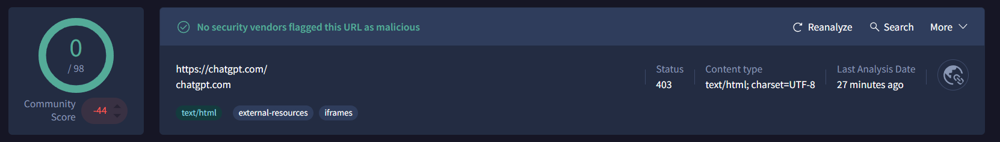 0
/ 98
Community
Score
-44
No security vendors flagged this URL as malicious
Reanalyze
Search
More
https://chatgpt.com/
chatgpt.com
Status
403
Content type
text/html; charset=UTF-8
Last Analysis Date
27 minutes ago
text/html
external-resources
iframes